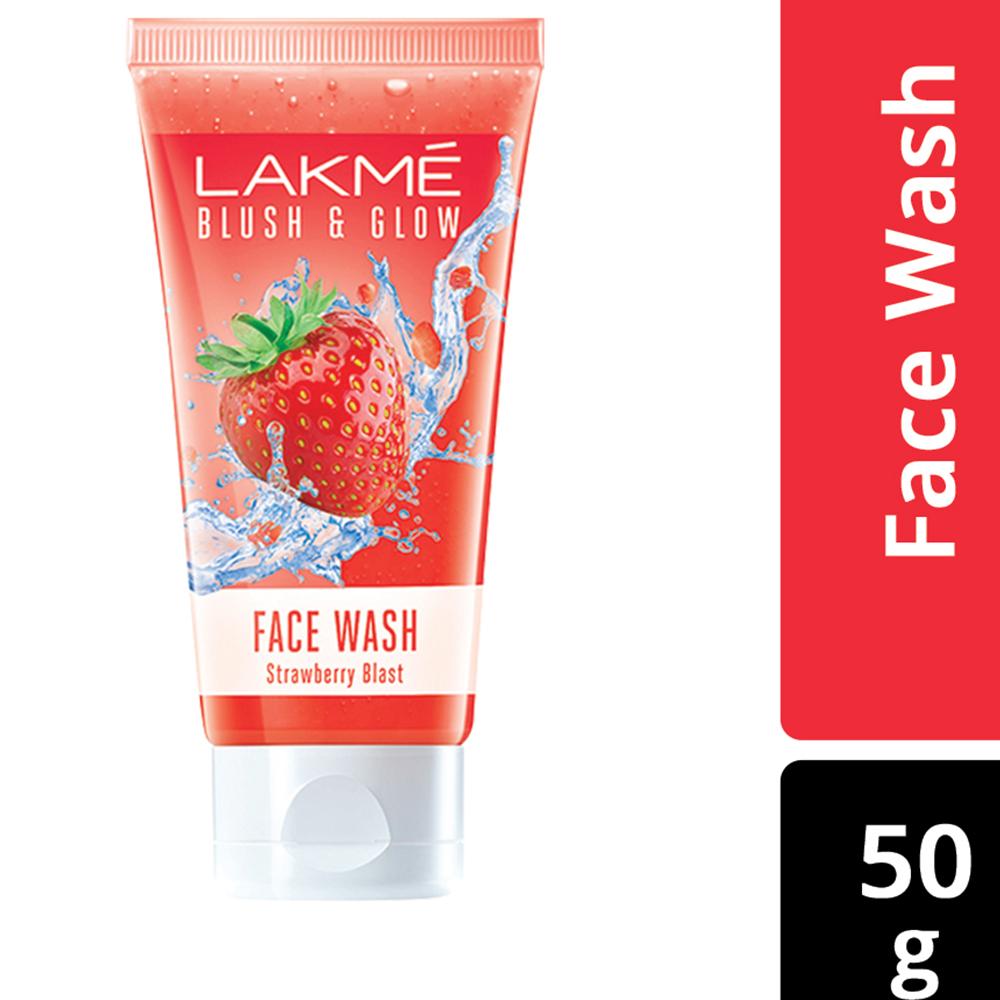 LAKMÉ
BLUSH & GLOW
FACE WASH
Strawberry Blast
Face Wash
50
g